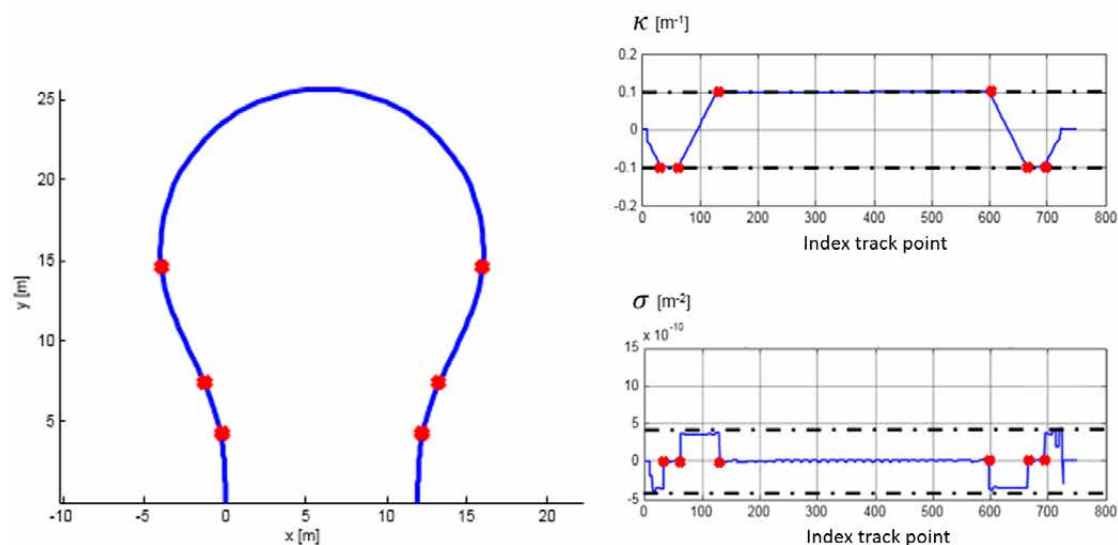 25
20
15
10
5
y [m]
-10 -5 0 5 10 15 20
x [m]
κ [m⁻¹]
0.2
0.1
0
-0.1
-0.2
0 100 200 300 400 500 600 700 800
Index track point
σ [m⁻²]
x 10⁻¹⁰
15
10
5
0
-5
0 100 200 300 400 500 600 700 800
Index track point